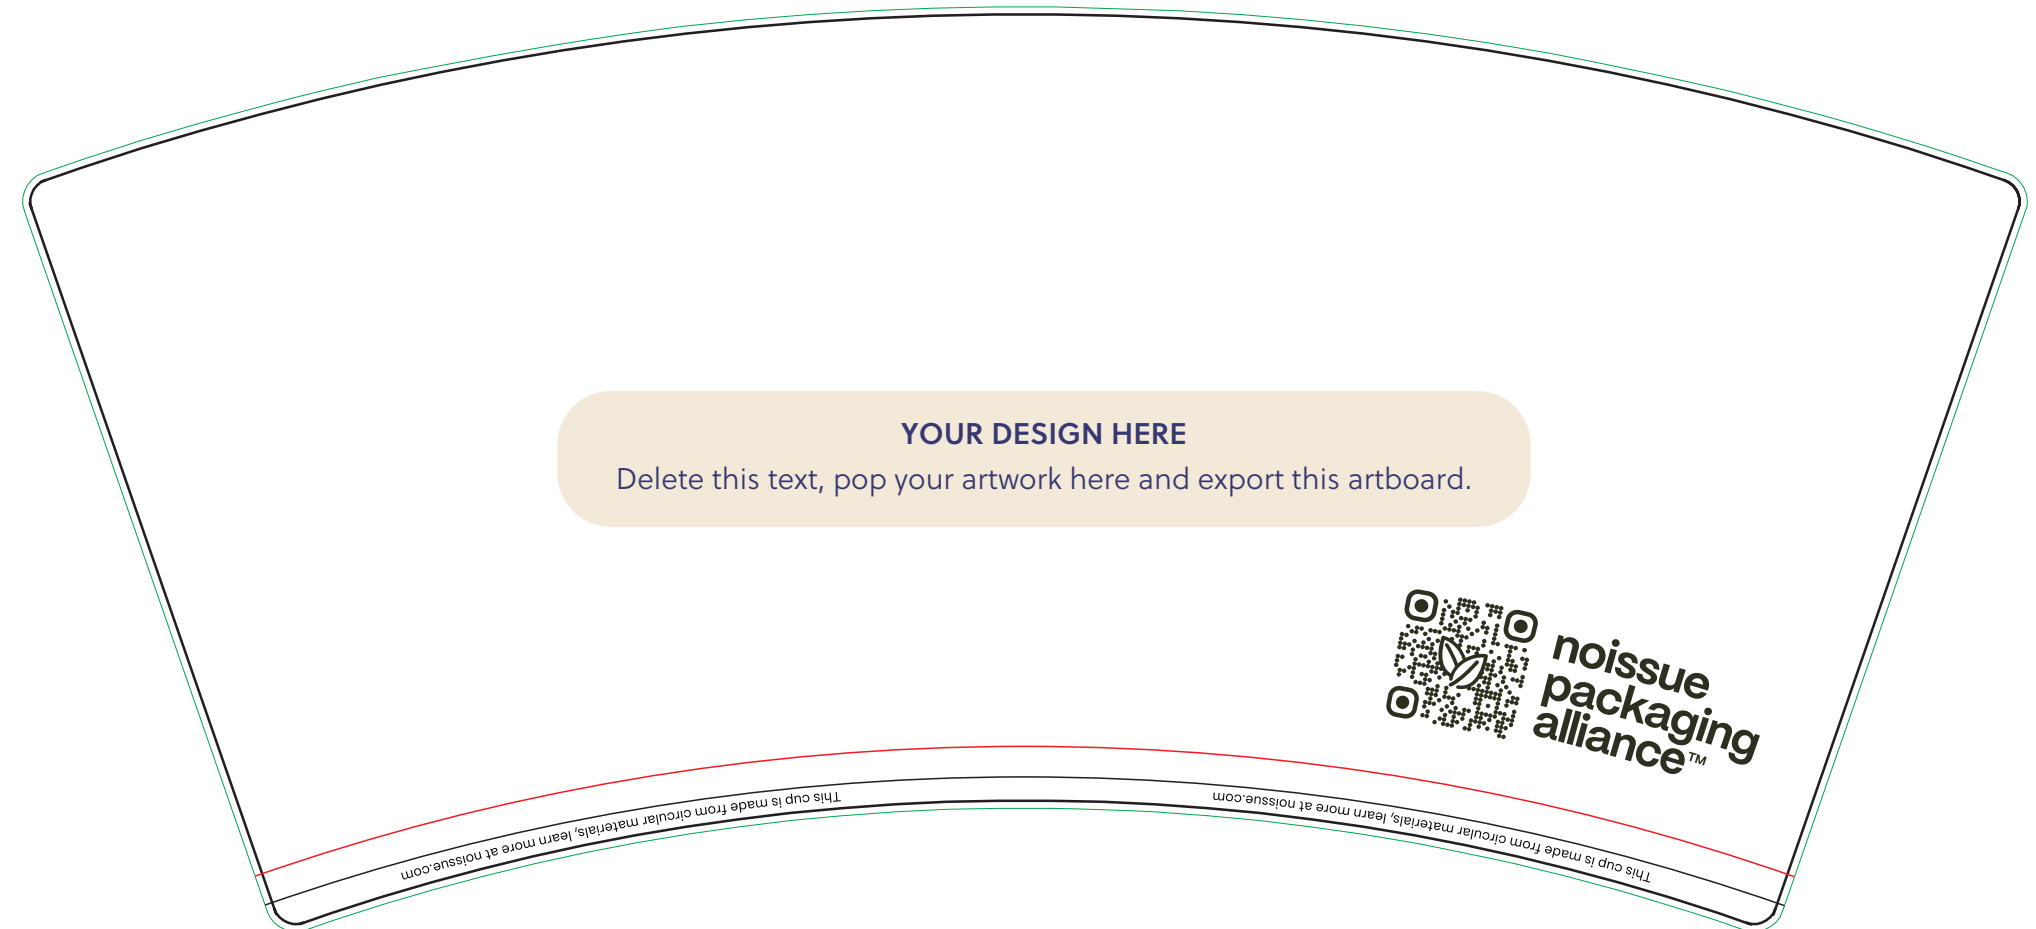 YOUR DESIGN HERE
Delete this text, pop your artwork here and export this artboard.
noissue
packaging
alliance™
This cup is made from circular materials, learn more at noissue.com
This cup is made from circular materials, learn more at noissue.com